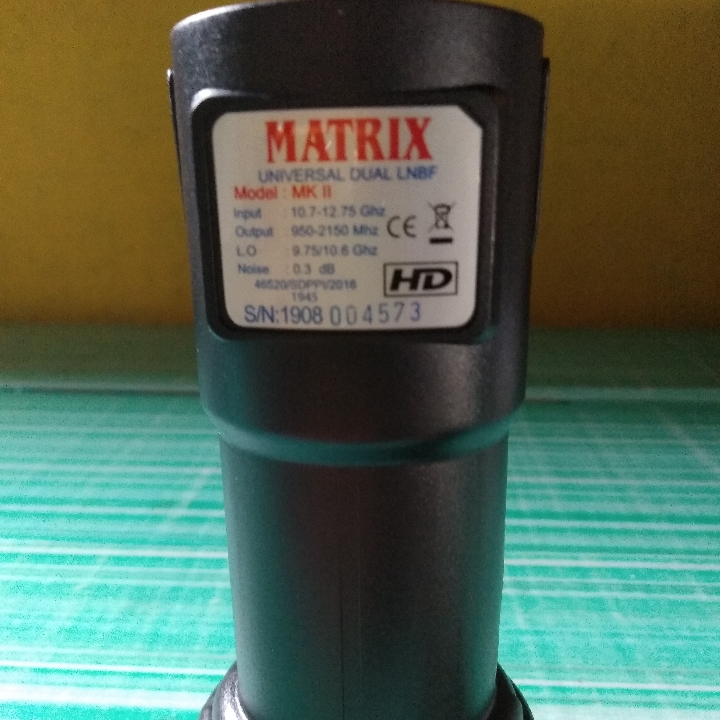 MATRIX
UNIVERSAL DUAL LNBF
Model : MK II
Input : 10.7-12.75 Ghz
Output : 950-2150 Mhz
L.O : 9.75/10.6 Ghz
Noise : 0.3 dB
CE
HD
46520/SDPPI/2016
1945
S/N:1908 004573